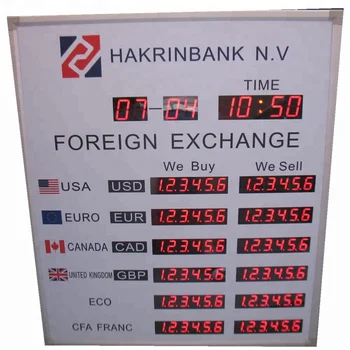 HAKRINBANK N.V
TIME
07-04 10:50
FOREIGN EXCHANGE
We Buy We Sell
USA USD 1.2.3.4.5.6 1.2.3.4.5.6
EURO EUR 1.2.3.4.5.6 1.2.3.4.5.6
CANADA CAD 1.2.3.4.5.6 1.2.3.4.5.6
UNITED KINGDOM GBP 1.2.3.4.5.6 1.2.3.4.5.6
ECO 1.2.3.4.5.6 1.2.3.4.5.6
CFA FRANC 1.2.3.4.5.6 1.2.3.4.5.6